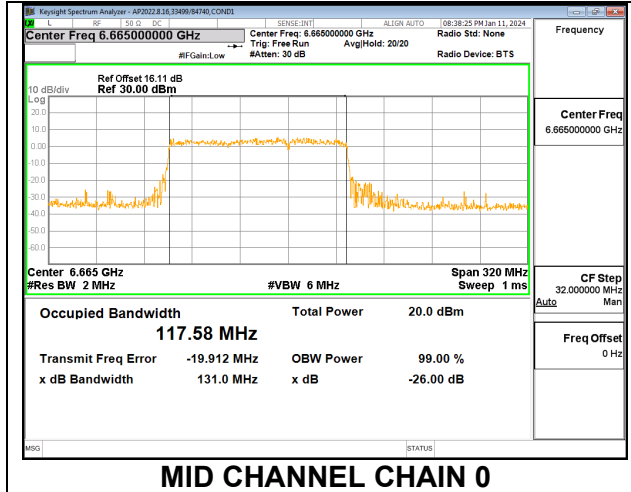 Keysight Spectrum Analyzer - AP2022.8.16,33499/84740,COND1
L RF 50 Ω DC SENSE:INT ALIGN AUTO 08:38:25 PM Jan 11, 2024
Center Freq 6.665000000 GHz Center Freq: 6.665000000 GHz Radio Std: None Frequency
Trig: Free Run Avg|Hold: 20/20
#IFGain:Low #Atten: 30 dB Radio Device: BTS
Ref Offset 16.11 dB
10 dB/div Ref 30.00 dBm
Log
20.0
10.0
0.00
-10.0
-20.0
-30.0
-40.0
-50.0
-60.0
Center Freq
6.665000000 GHz
Center 6.665 GHz Span 320 MHz
#Res BW 2 MHz #VBW 6 MHz Sweep 1 ms
CF Step
32.000000 MHz
Auto Man
Occupied Bandwidth Total Power 20.0 dBm
117.58 MHz
Transmit Freq Error -19.912 MHz OBW Power 99.00 %
x dB Bandwidth 131.0 MHz x dB -26.00 dB
Freq Offset
0 Hz
MSG STATUS
MID CHANNEL CHAIN 0